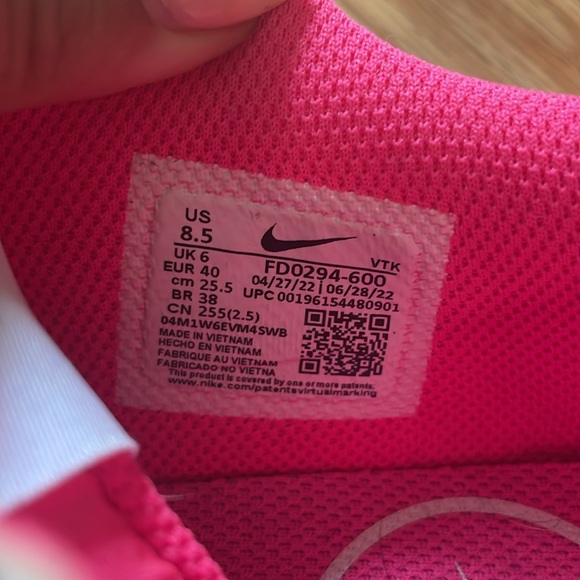 US
8.5
UK 6
VTK
EUR 40
FD0294-600
cm 25.5
04/27/22 | 06/28/22
BR 38
UPC 00196154480901
CN 255(2.5)
04M1W6EVM4SWB
MADE IN VIETNAM
HECHO EN VIETNAM
FABRIQUE AU VIETNAM
FABRICADO NO VIETNA
This product is covered by one or more patents.
www.nike.com/patentsvirtualmarking